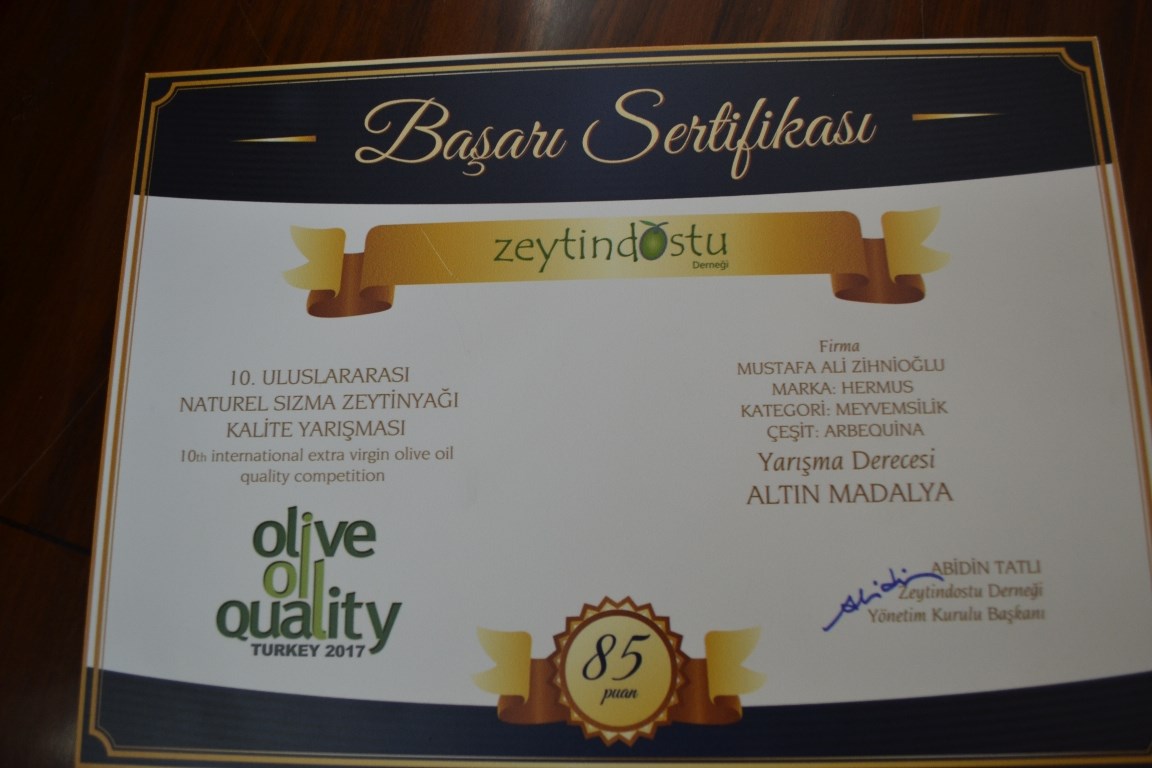 Başarı Sertifikası
zeytindostu
Derneği
10. ULUSLARARASI
NATUREL SIZMA ZEYTİNYAĞI
KALİTE YARIŞMASI
10th international extra virgin olive oil
quality competition
olive
oil
quality
TURKEY 2017
Firma
MUSTAFA ALİ ZİHNİOĞLU
MARKA: HERMUS
KATEGORİ: MEYVEMSİLİK
ÇEŞİT: ARBEQUINA
Yarışma Derecesi
ALTIN MADALYA
Abidin
ABİDİN TATLI
Zeytindostu Derneği
Yönetim Kurulu Başkanı
85
puan